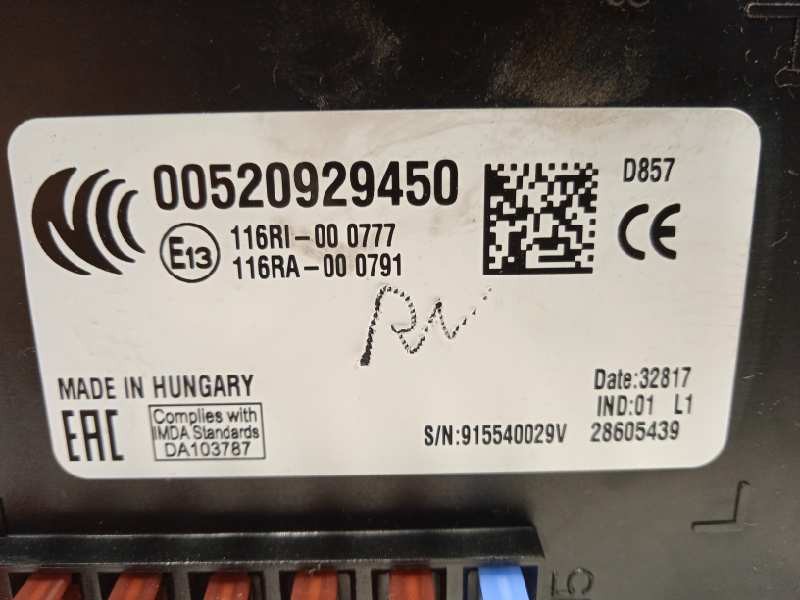 00520929450
D857
E13
116RI-00 0777
116RA-00 0791
CE
MADE IN HUNGARY
Date:32817
IND:01 L1
EAC
Complies with
IMDA Standards
DA103787
S/N:915540029V 28605439